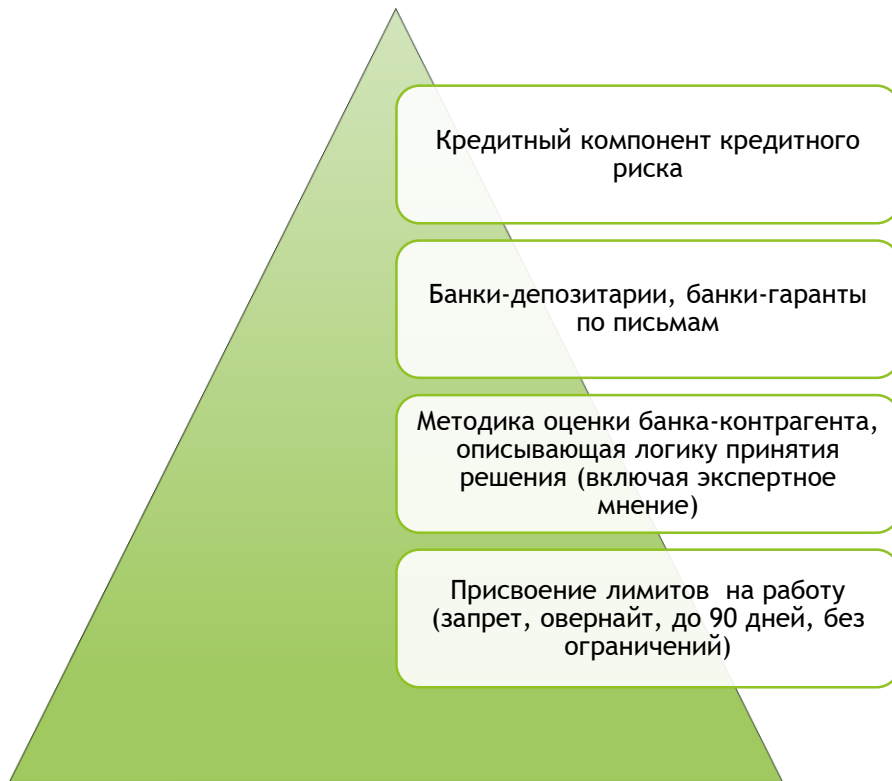 Кредитный компонент кредитного
риска
Банки-депозитарии, банки-гаранты
по письмам
Методика оценки банка-контрагента,
описывающая логику принятия
решения (включая экспертное
мнение)
Присвоение лимитов  на работу
(запрет, овернайт, до 90 дней, без
ограничений)